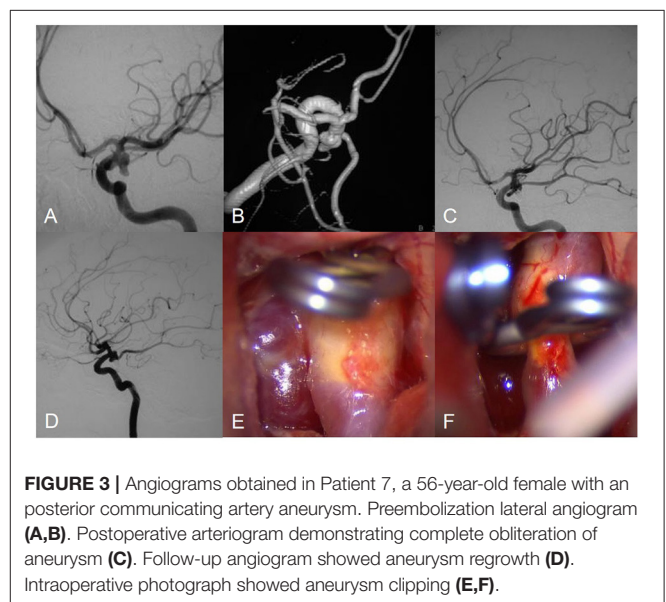 A
B
C
D
E
F
FIGURE 3 | Angiograms obtained in Patient 7, a 56-year-old female with an
posterior communicating artery aneurysm. Preembolization lateral angiogram
(A,B). Postoperative arteriogram demonstrating complete obliteration of
aneurysm (C). Follow-up angiogram showed aneurysm regrowth (D).
Intraoperative photograph showed aneurysm clipping (E,F).